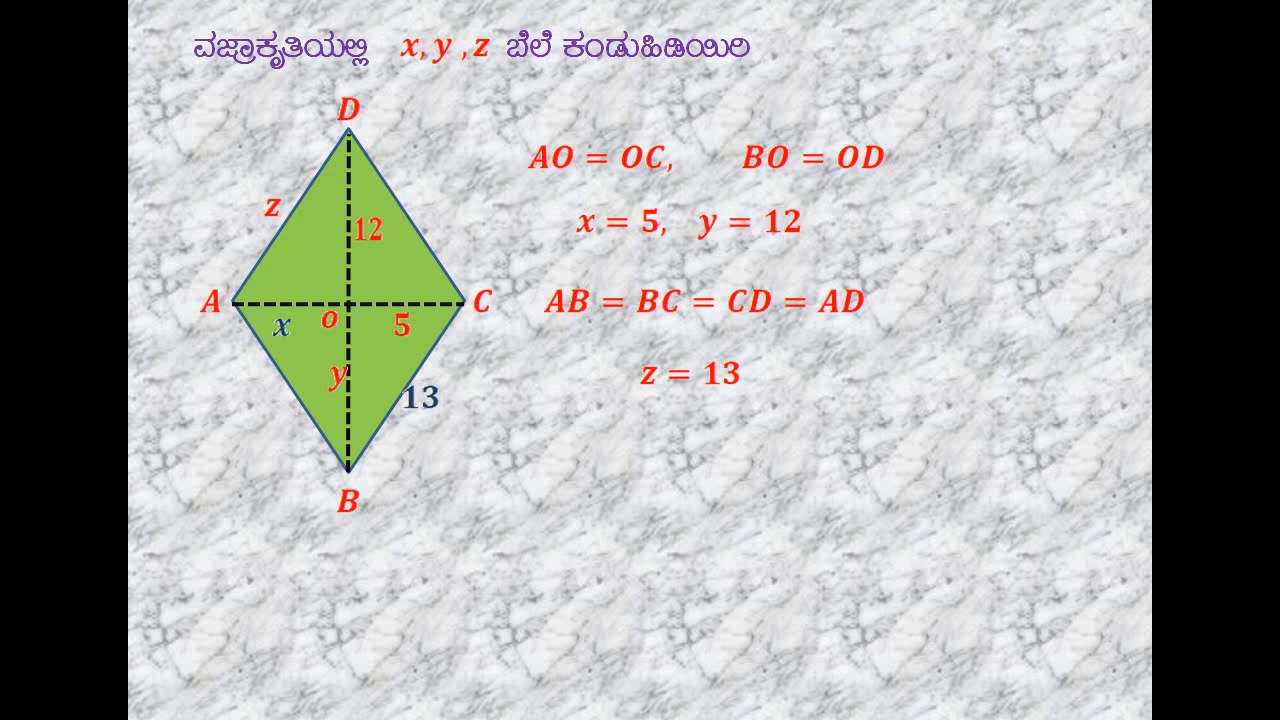 ವಜ್ರಾಕೃತಿಯಲ್ಲಿ x, y , z ಬೆಲೆ ಕಂಡುಹಿಡಿಯಿರಿ
D
AO = OC, BO = OD
z
12
x = 5, y = 12
A
O
C
AB = BC = CD = AD
x
5
y
z = 13
13
B